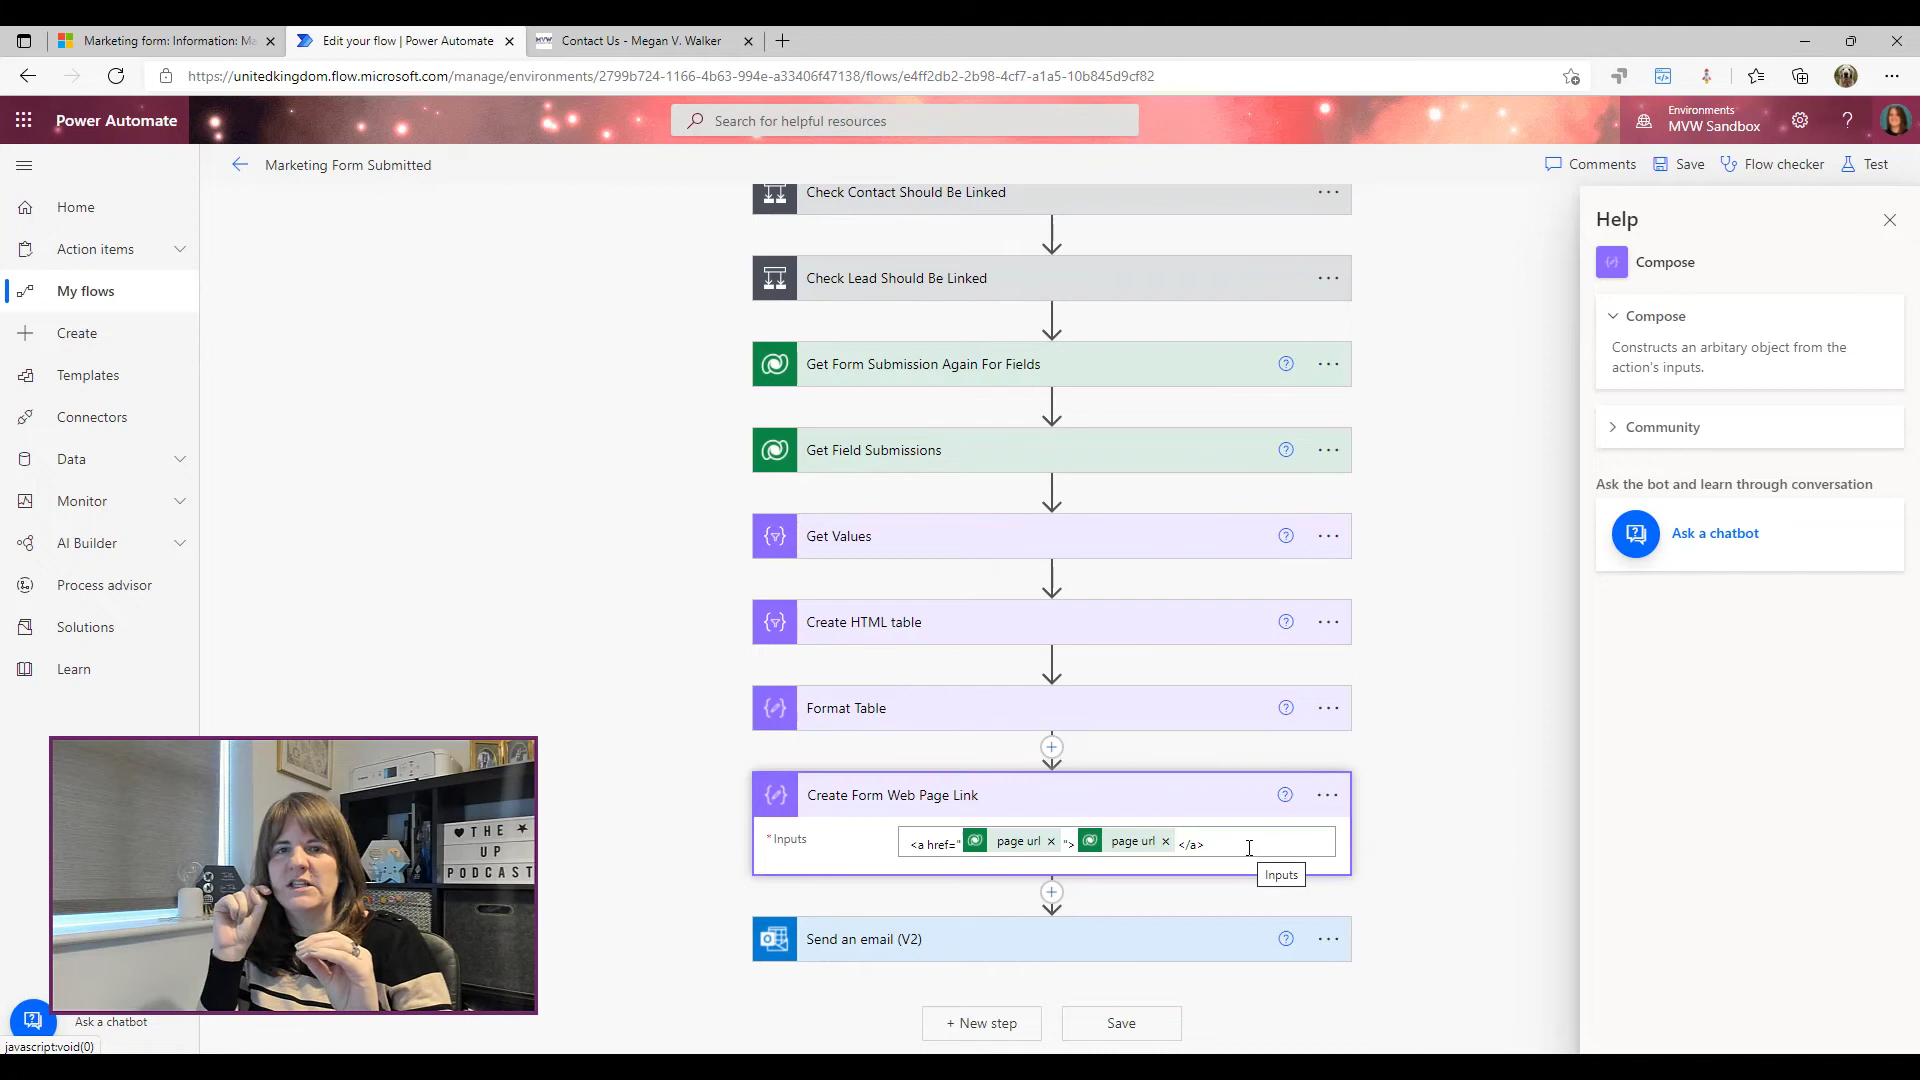 Marketing form: Information: Ma
Edit your flow | Power Automate
MVW
Contact Us - Megan V. Walker
https://unitedkingdom.flow.microsoft.com/manage/environments/2799b724-1166-4b63-994e-a33406f47138/flows/e4ff2db2-2b98-4cf7-a1a5-10b845d9cf82
Power Automate
Search for helpful resources
Environments
MVW Sandbox
Marketing Form Submitted
Comments
Save
Flow checker
Test
Home
Action items
My flows
Create
Templates
Connectors
Data
Monitor
AI Builder
Process advisor
Solutions
Learn
Check Contact Should Be Linked
Check Lead Should Be Linked
Get Form Submission Again For Fields
Get Field Submissions
Get Values
Create HTML table
Format Table
Create Form Web Page Link
* Inputs
<a href=" page url "> page url </a>
Inputs
Send an email (V2)
+ New step
Save
Help
Compose
Compose
Constructs an arbitary object from the
action's inputs.
Community
Ask the bot and learn through conversation
Ask a chatbot
THE
UP
PODCAST
Ask a chatbot
javascript:void(0)